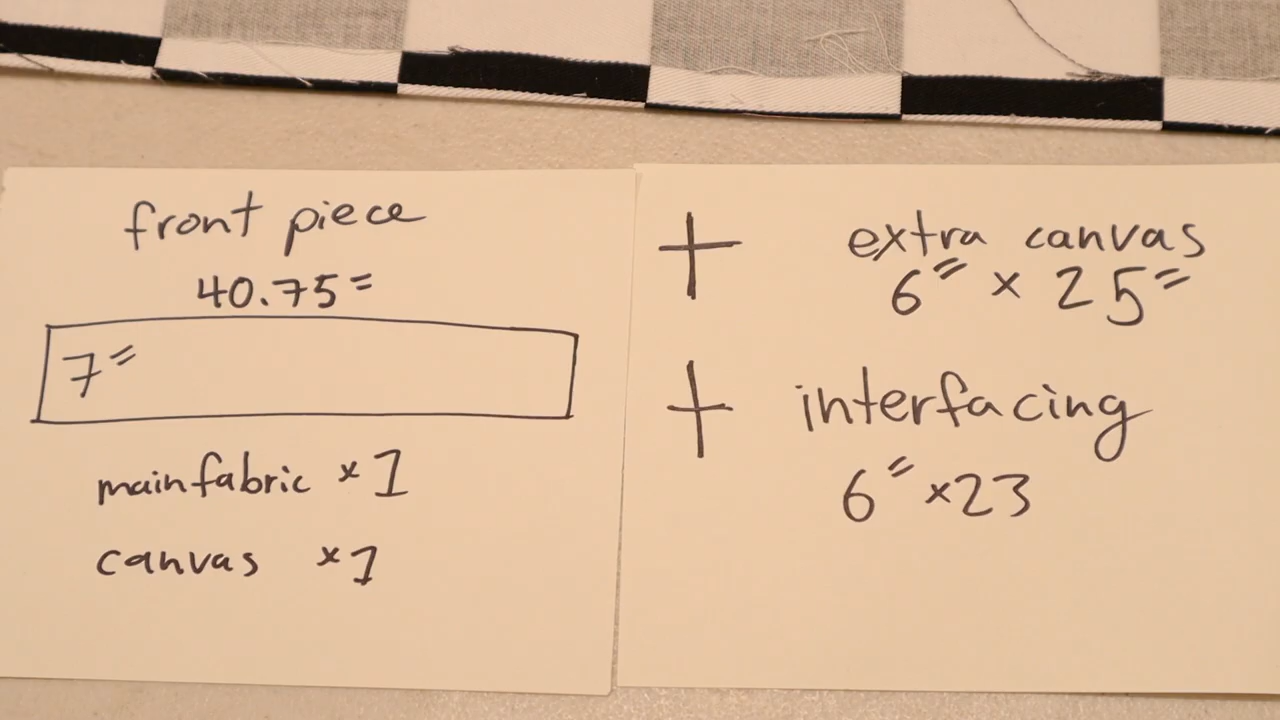 front piece
40.75"
7"
mainfabric ×1
canvas ×1
+ extra canvas
6" × 25"
+ interfacing
6" ×23